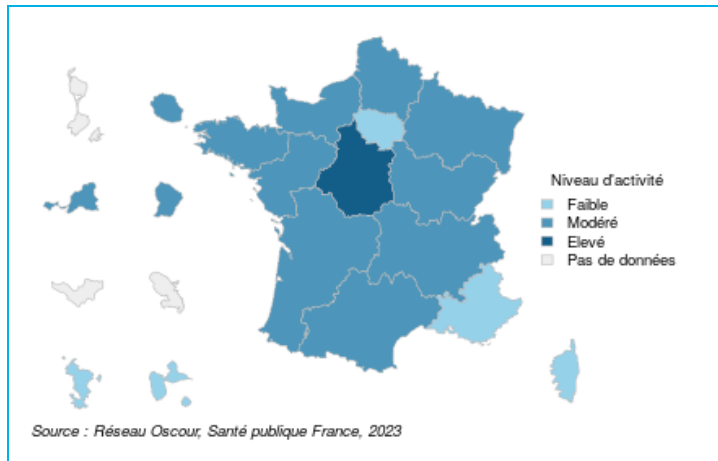 Niveau d'activité
Faible
Modéré
Elevé
Pas de données
Source : Réseau Oscour, Santé publique France, 2023